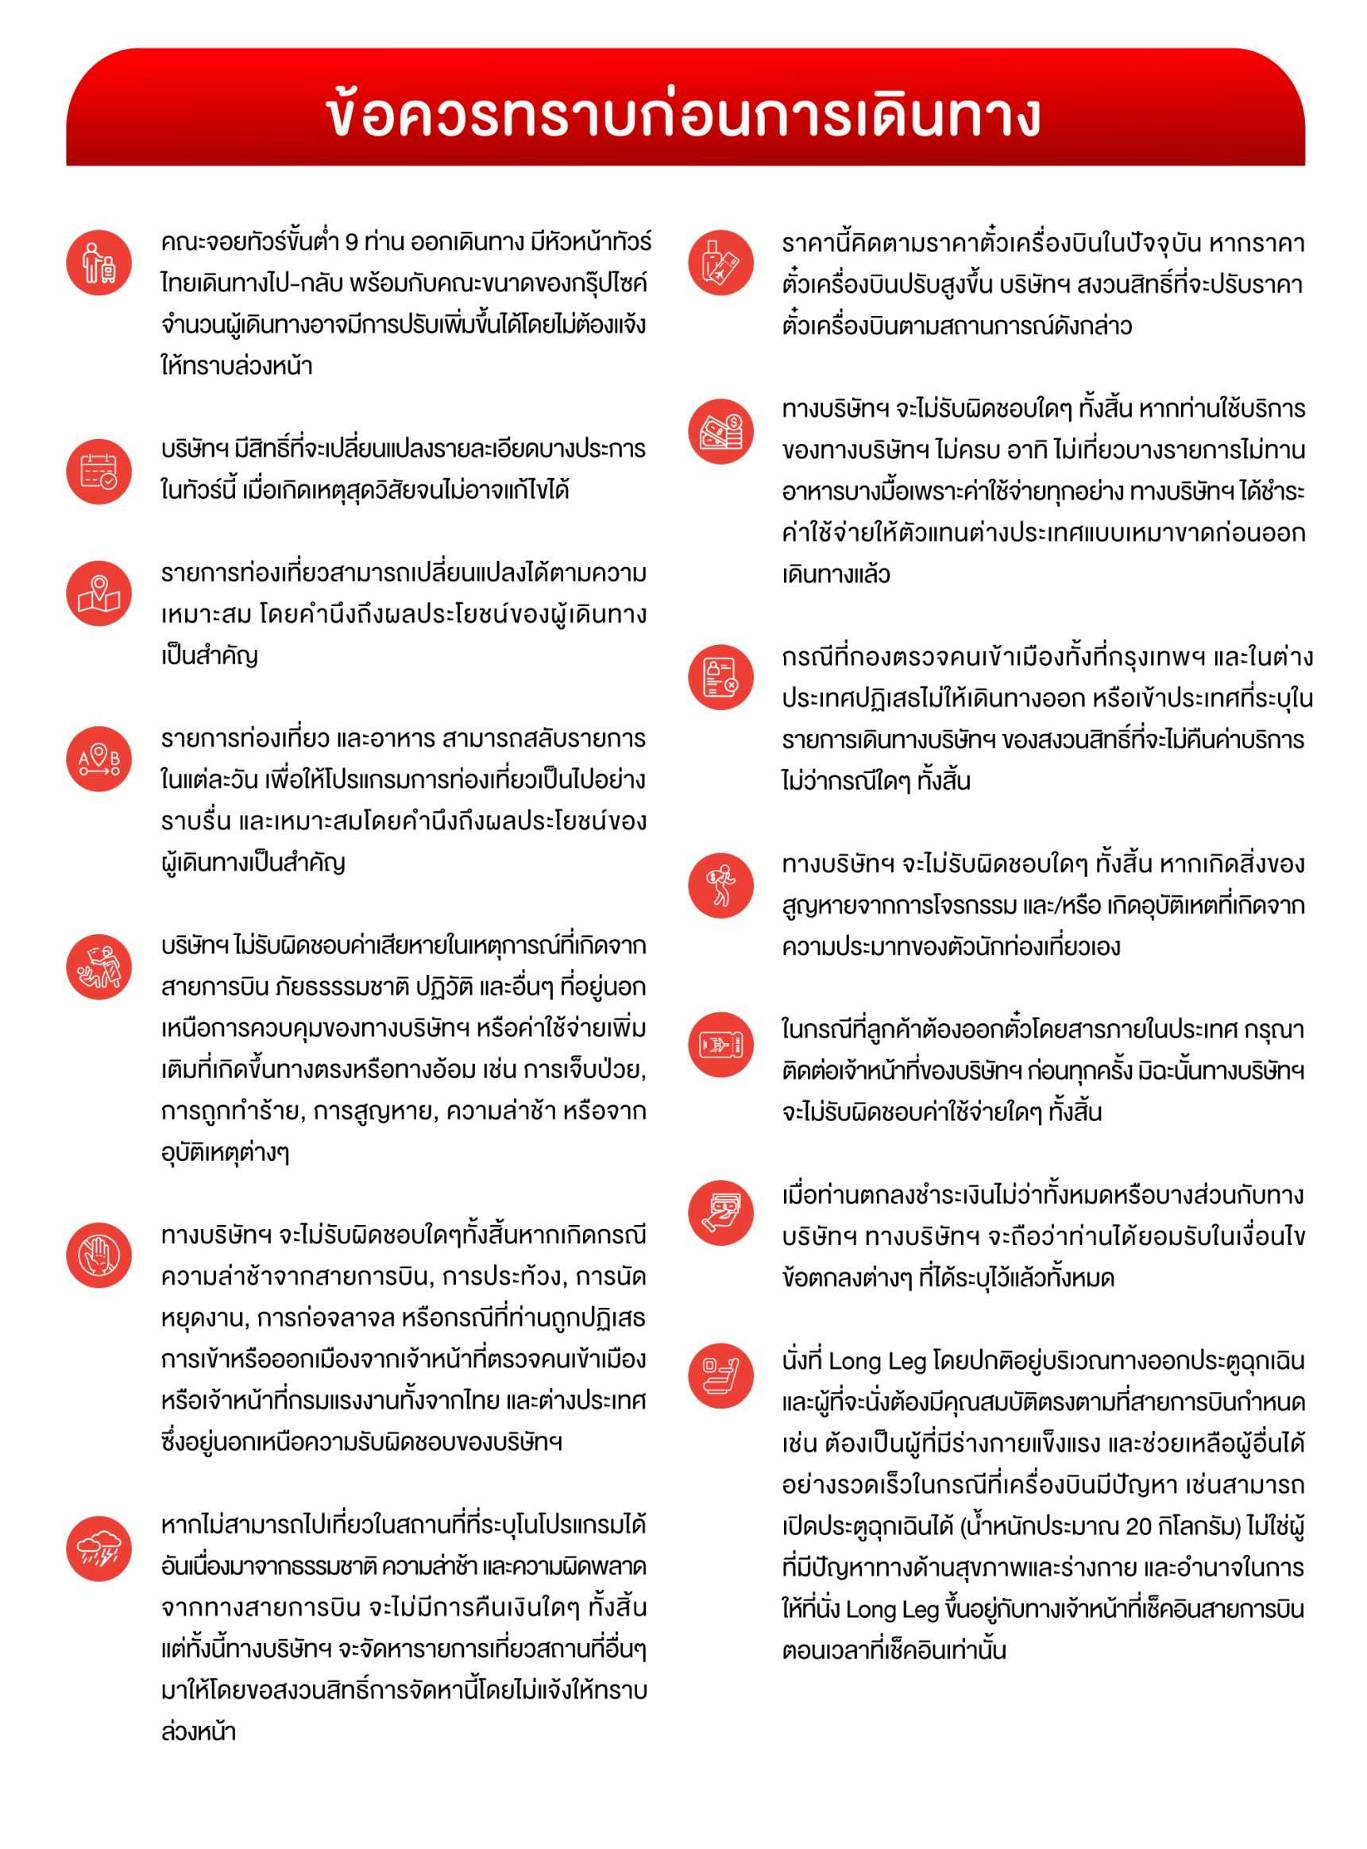 ข้อควรทราบก่อนการเดินทาง
คณะจอยทัวร์ขั้นต่ำ 9 ท่าน ออกเดินทาง มีหัวหน้าทัวร์
ไทยเดินทางไป-กลับ พร้อมกับคณะขนาดของกรุ๊ปไซค์
จำนวนผู้เดินทางอาจมีการปรับเพิ่มขึ้นได้โดยไม่ต้องแจ้ง
ให้ทราบล่วงหน้า
บริษัทฯ มีสิทธิ์ที่จะเปลี่ยนแปลงรายละเอียดบางประการ
ในทัวร์นี้ เมื่อเกิดเหตุสุดวิสัยจนไม่อาจแก้ไขได้
รายการท่องเที่ยวสามารถเปลี่ยนแปลงได้ตามความ
เหมาะสม โดยคำนึงถึงผลประโยชน์ของผู้เดินทาง
เป็นสำคัญ
A B
รายการท่องเที่ยว และอาหาร สามารถสลับรายการ
ในแต่ละวัน เพื่อให้โปรแกรมการท่องเที่ยวเป็นไปอย่าง
ราบรื่น และเหมาะสมโดยคำนึงถึงผลประโยชน์ของ
ผู้เดินทางเป็นสำคัญ
บริษัทฯ ไม่รับผิดชอบค่าเสียหายในเหตุการณ์ที่เกิดจาก
สายการบิน ภัยธรรรมชาติ ปฏิวัติ และอื่นๆ ที่อยู่นอก
เหนือการควบคุมของทางบริษัทฯ หรือค่าใช้จ่ายเพิ่ม
เติมที่เกิดขึ้นทางตรงหรือทางอ้อม เช่น การเจ็บป่วย,
การถูกทำร้าย, การสูญหาย, ความล่าช้า หรือจาก
อุบัติเหตุต่างๆ
ทางบริษัทฯ จะไม่รับผิดชอบใดๆทั้งสิ้นหากเกิดกรณี
ความล่าช้าจากสายการบิน, การประท้วง, การนัด
หยุดงาน, การก่อจลาจล หรือกรณีที่ท่านถูกปฏิเสธ
การเข้าหรือออกเมืองจากเจ้าหน้าที่ตรวจคนเข้าเมือง
หรือเจ้าหน้าที่กรมแรงงานทั้งจากไทย และต่างประเทศ
ซึ่งอยู่นอกเหนือความรับผิดชอบของบริษัทฯ
หากไม่สามารถไปเที่ยวในสถานที่ที่ระบุโนโปรแกรมได้
อันเนื่องมาจากธรรมชาติ ความล่าช้า และความผิดพลาด
จากทางสายการบิน จะไม่มีการคืนเงินใดๆ ทั้งสิ้น
แต่ทั้งนี้ทางบริษัทฯ จะจัดหารายการเที่ยวสถานที่อื่นๆ
มาให้โดยขอสงวนสิทธิ์การจัดหานี้โดยไม่แจ้งให้ทราบ
ล่วงหน้า
ราคานี้คิดตามราคาตั๋วเครื่องบินในปัจจุบัน หากราคา
ตั๋วเครื่องบินปรับสูงขึ้น บริษัทฯ สงวนสิทธิ์ที่จะปรับราคา
ตั๋วเครื่องบินตามสถานการณ์ดังกล่าว
ทางบริษัทฯ จะไม่รับผิดชอบใดๆ ทั้งสิ้น หากท่านใช้บริการ
ของทางบริษัทฯ ไม่ครบ อาทิ ไม่เที่ยวบางรายการไม่ทาน
อาหารบางมื้อเพราะค่าใช้จ่ายทุกอย่าง ทางบริษัทฯ ได้ชำระ
ค่าใช้จ่ายให้ตัวแทนต่างประเทศแบบเหมาขาดก่อนออก
เดินทางแล้ว
กรณีที่กองตรวจคนเข้าเมืองทั้งที่กรุงเทพฯ และในต่าง
ประเทศปฏิเสธไม่ให้เดินทางออก หรือเข้าประเทศที่ระบุใน
รายการเดินทางบริษัทฯ ของสงวนสิทธิ์ที่จะไม่คืนค่าบริการ
ไม่ว่ากรณีใดๆ ทั้งสิ้น
ทางบริษัทฯ จะไม่รับผิดชอบใดๆ ทั้งสิ้น หากเกิดสิ่งของ
สูญหายจากการโจรกรรม และ/หรือ เกิดอุบัติเหตที่เกิดจาก
ความประมาทของตัวนักท่องเที่ยวเอง
ในกรณีที่ลูกค้าต้องออกตั๋วโดยสารภายในประเทศ กรุณา
ติดต่อเจ้าหน้าที่ของบริษัทฯ ก่อนทุกครั้ง มิฉะนั้นทางบริษัทฯ
จะไม่รับผิดชอบค่าใช้จ่ายใดๆ ทั้งสิ้น
เมื่อท่านตกลงชำระเงินไม่ว่าทั้งหมดหรือบางส่วนกับทาง
บริษัทฯ ทางบริษัทฯ จะถือว่าท่านได้ยอมรับในเงื่อนไข
ข้อตกลงต่างๆ ที่ได้ระบุไว้แล้วทั้งหมด
นั่งที่ Long Leg โดยปกติอยู่บริเวณทางออกประตูฉุกเฉิน
และผู้ที่จะนั่งต้องมีคุณสมบัติตรงตามที่สายการบินกำหนด
เช่น ต้องเป็นผู้ที่มีร่างกายแข็งแรง และช่วยเหลือผู้อื่นได้
อย่างรวดเร็วในกรณีที่เครื่องบินมีปัญหา เช่นสามารถ
เปิดประตูฉุกเฉินได้ (น้ำหนักประมาณ 20 กิโลกรัม) ไม่ใช่ผู้
ที่มีปัญหาทางด้านสุขภาพและร่างกาย และอำนาจในการ
ให้ที่นั่ง Long Leg ขึ้นอยู่กับทางเจ้าหน้าที่เช็คอินสายการบิน
ตอนเวลาที่เช็คอินเท่านั้น